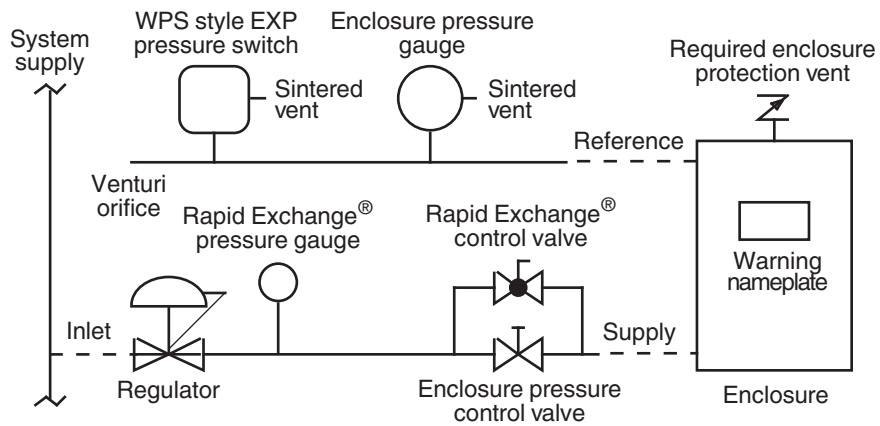 System
supply
WPS style EXP
pressure switch
Enclosure pressure
gauge
Required enclosure
protection vent
Sintered
vent
Sintered
vent
Reference
Venturi
orifice
Rapid Exchange®
pressure gauge
Rapid Exchange®
control valve
Warning
nameplate
Inlet
Supply
Regulator
Enclosure pressure
control valve
Enclosure